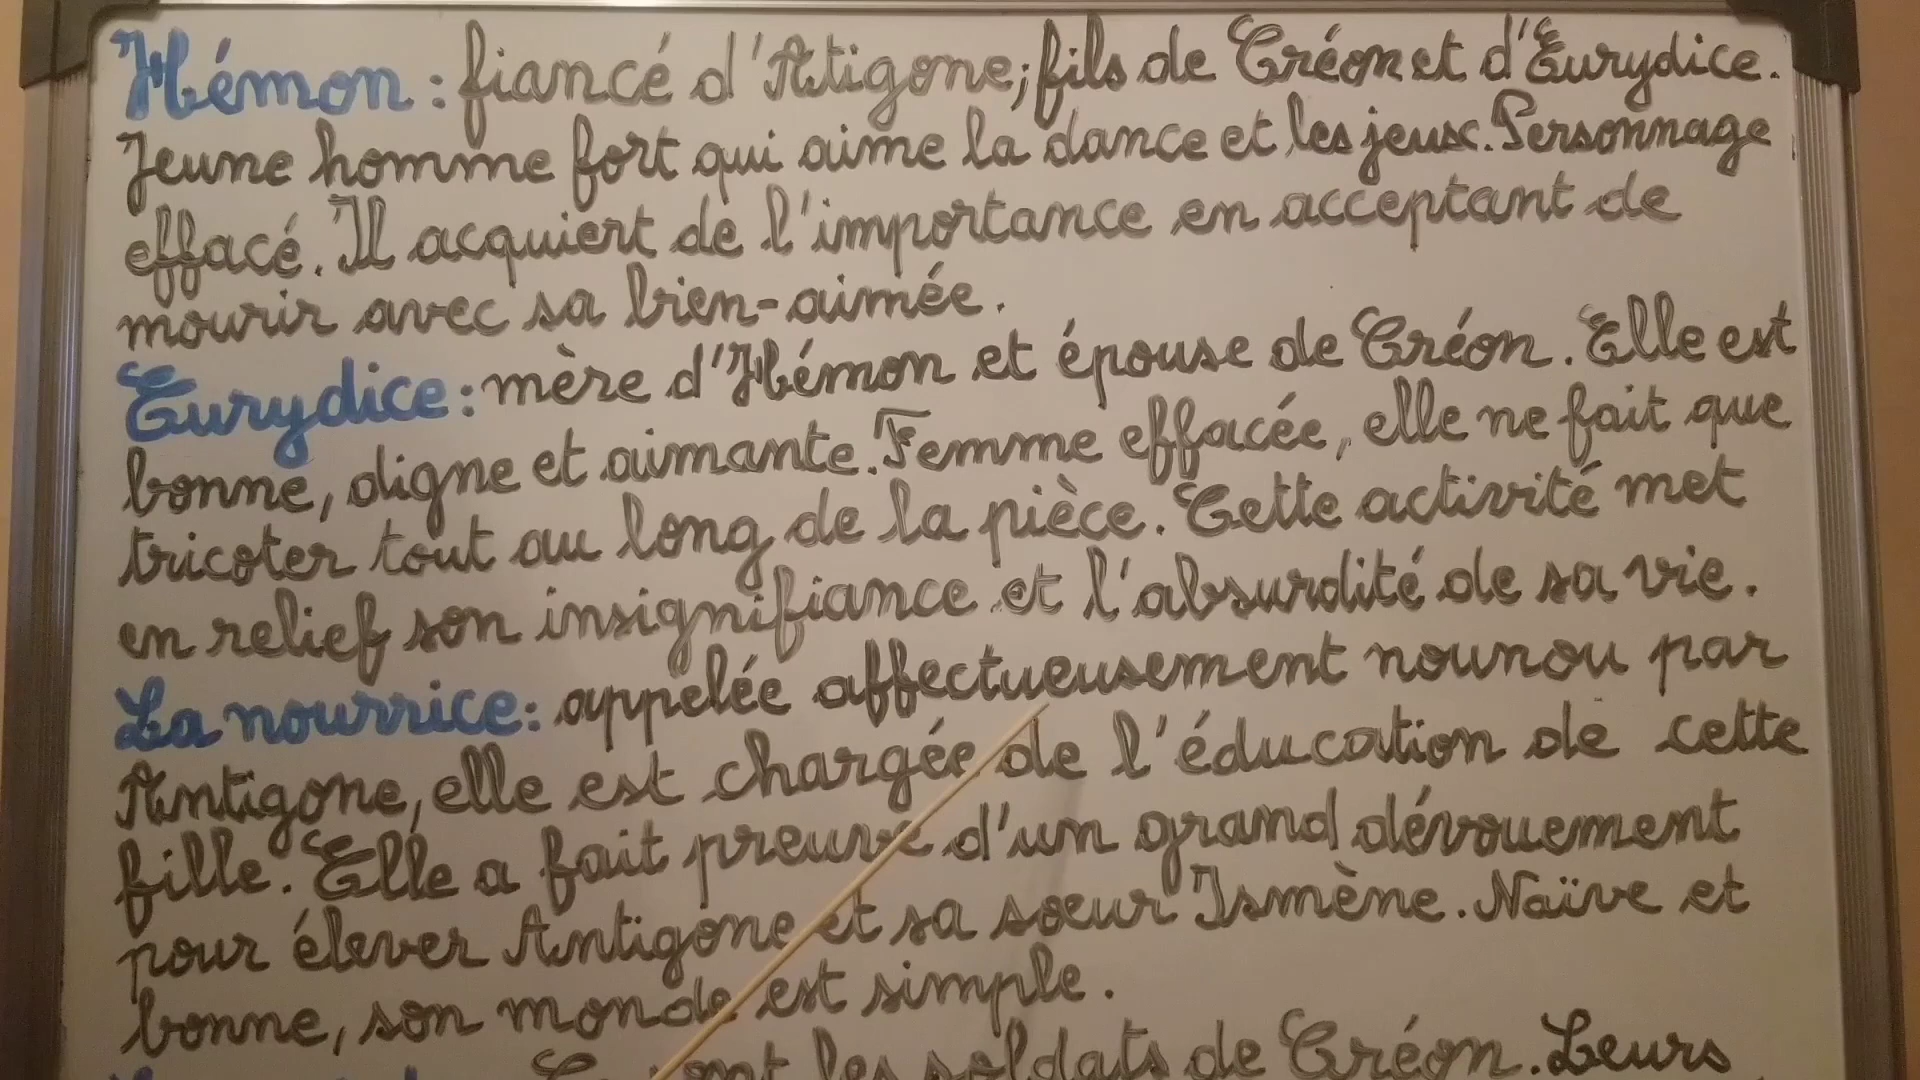 Hémon : fiancé d'Atigone; fils de Créon et d'Eurydice.
Jeune homme fort qui aime la dance et les jeux. Personnage
effacé. Il acquiert de l'importance en acceptant de
mourir avec sa bien-aimée.
Eurydice : mère d'Hémon et épouse de Créon. Elle est
bonne, digne et aimante. Femme effacée, elle ne fait que
tricoter tout au long de la pièce. Cette activité met
en relief son insignifiance et l'absurdité de sa vie.
La nourrice : appelée affectueusement nounou par
Antigone, elle est chargée de l'éducation de cette
fille. Elle a fait preuve d'un grand dévouement
pour élever Antigone et sa sœur Ismène. Naïve et
bonne, son monde est simple.
les soldats de Créon. Leurs